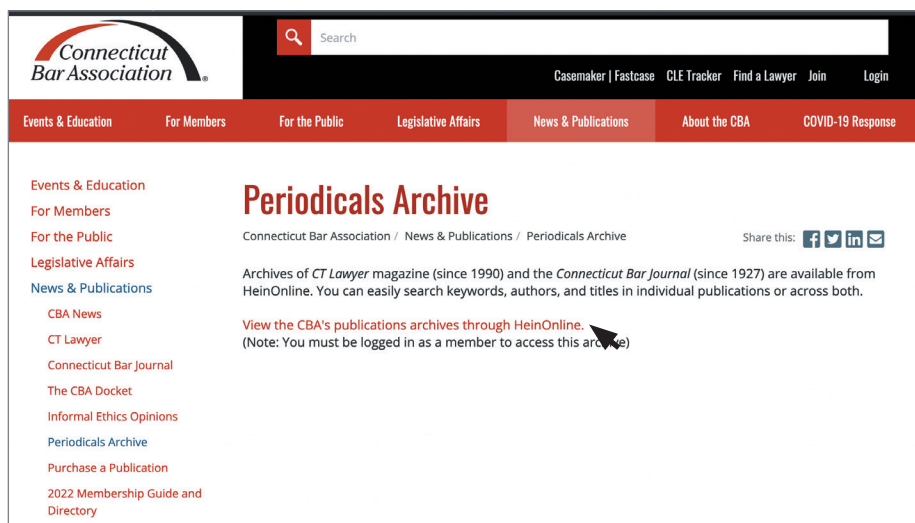 Connecticut
Bar Association
Search
Casemaker | Fastcase CLE Tracker Find a Lawyer Join Login
Events & Education For Members For the Public Legislative Affairs News & Publications About the CBA COVID-19 Response
Events & Education
For Members
For the Public
Legislative Affairs
News & Publications
CBA News
CT Lawyer
Connecticut Bar Journal
The CBA Docket
Informal Ethics Opinions
Periodicals Archive
Purchase a Publication
2022 Membership Guide and
Directory
Periodicals Archive
Connecticut Bar Association / News & Publications / Periodicals Archive
Share this:
Archives of CT Lawyer magazine (since 1990) and the Connecticut Bar Journal (since 1927) are available from
HeinOnline. You can easily search keywords, authors, and titles in individual publications or across both.
View the CBA's publications archives through HeinOnline.
(Note: You must be logged in as a member to access this archive)